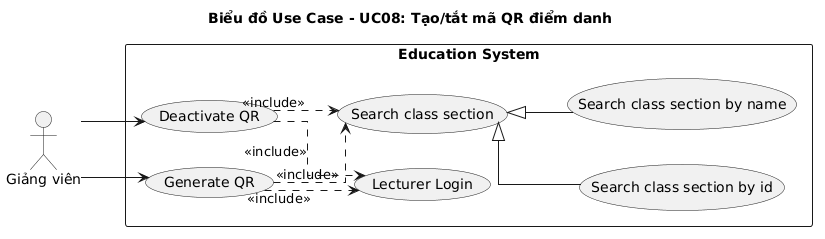 Biểu đồ Use Case - UC08: Tạo/tắt mã QR điểm danh
Education System
Deactivate QR
«include»
Search class section
Search class section by name
«include»
Giảng viên
Generate QR
«include»
Lecturer Login
«include»
Search class section by id